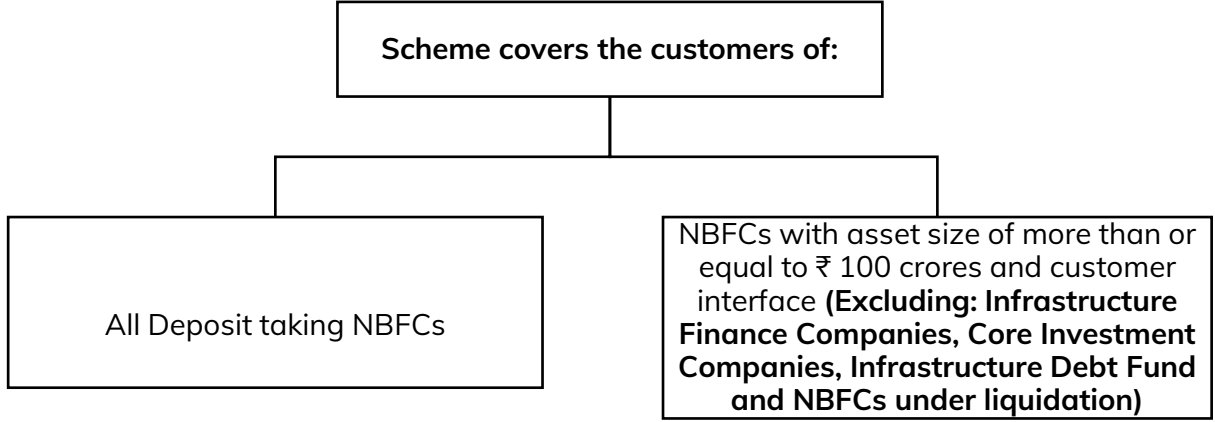 Scheme covers the customers of:
All Deposit taking NBFCs
NBFCs with asset size of more than or
equal to ₹ 100 crores and customer
interface (Excluding: Infrastructure
Finance Companies, Core Investment
Companies, Infrastructure Debt Fund
and NBFCs under liquidation)